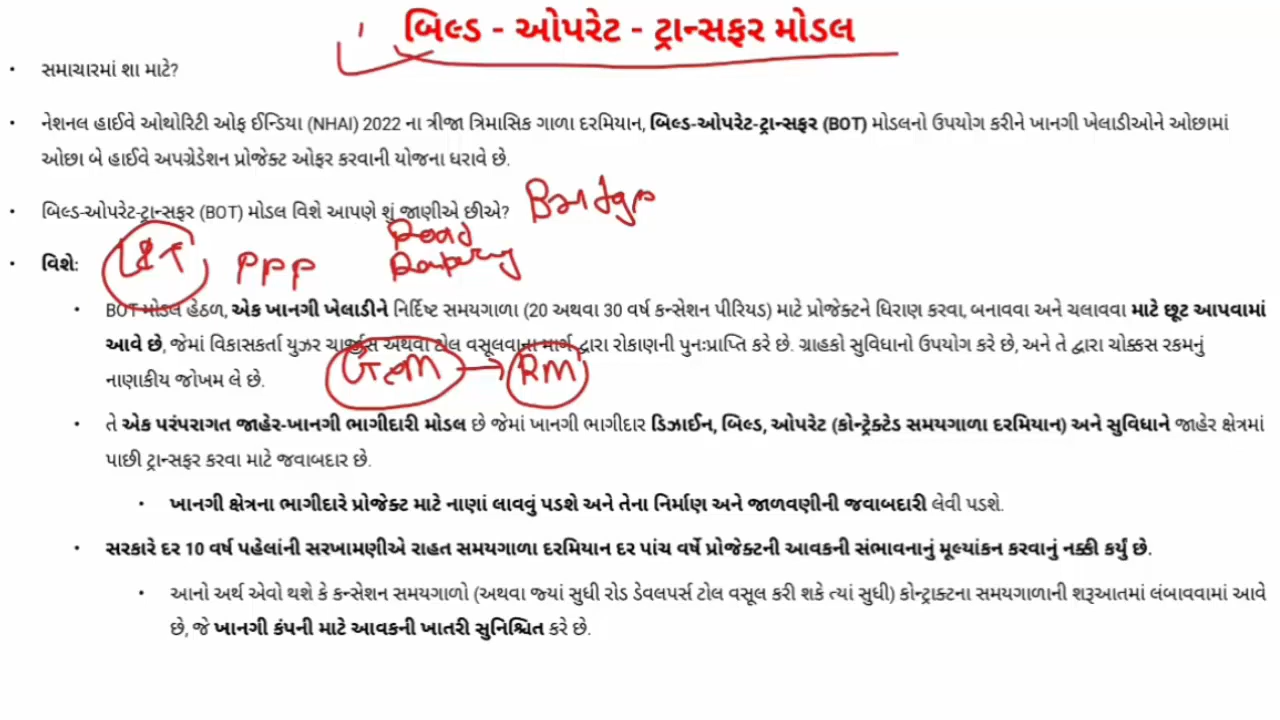 બિલ્ડ - ઓપરેટ - ટ્રાન્સફર મોડલ
• સમાચારમાં શા માટે?
• નેશનલ હાઈવે ઓથોરિટી ઓફ ઈન્ડિયા (NHAI) 2022 ના ત્રીજા ત્રિમાસિક ગાળા દરમિયાન, બિલ્ડ-ઓપરેટ-ટ્રાન્સફર (BOT) મોડલનો ઉપયોગ કરીને ખાનગી ખેલાડીઓને ઓછામાં
ઓછા બે હાઈવે અપગ્રેડેશન પ્રોજેક્ટ ઓફર કરવાની યોજના ધરાવે છે.
• બિલ્ડ-ઓપરેટ-ટ્રાન્સફર (BOT) મોડલ વિશે આપણે શું જાણીએ છીએ?
Road
• વિશે: L&T PPP
• BOT મોડલ હેઠળ, એક ખાનગી ખેલાડીને નિર્દિષ્ટ સમયગાળા (20 અથવા 30 વર્ષ કન્સેશન પીરિયડ) માટે પ્રોજેક્ટને ધિરાણ કરવા, બનાવવા અને ચલાવવા માટે છૂટ આપવામાં
આવે છે, જેમાં વિકાસકર્તા યુઝર ચાર્જીસ અથવા ટોલ વસૂલવાના માર્ગ દ્વારા રોકાણની પુનઃપ્રાપ્તિ કરે છે. ગ્રાહકો સુવિધાનો ઉપયોગ કરે છે, અને તે દ્વારા ચોક્કસ રકમનું
નાણાકીય જોખમ લે છે. RM
• તે એક પરંપરાગત જાહેર-ખાનગી ભાગીદારી મોડલ છે જેમાં ખાનગી ભાગીદાર ડિઝાઈન, બિલ્ડ, ઓપરેટ (કોન્ટ્રેક્ટેડ સમયગાળા દરમિયાન) અને સુવિધાને જાહેર ક્ષેત્રમાં
પાછી ટ્રાન્સફર કરવા માટે જવાબદાર છે.
• ખાનગી ક્ષેત્રના ભાગીદારે પ્રોજેક્ટ માટે નાણાં લાવવું પડશે અને તેના નિર્માણ અને જાળવણીની જવાબદારી લેવી પડશે.
• સરકારે દર 10 વર્ષ પહેલાંની સરખામણીએ રાહત સમયગાળા દરમિયાન દર પાંચ વર્ષે પ્રોજેક્ટની આવકની સંભાવનાનું મૂલ્યાંકન કરવાનું નક્કી કર્યું છે.
• આનો અર્થ એવો થશે કે કન્સેશન સમયગાળો (અથવા જ્યાં સુધી રોડ ડેવલપર્સ ટોલ વસૂલ કરી શકે ત્યાં સુધી) કોન્ટ્રાક્ટના સમયગાળાની શરૂઆતમાં લંબાવવામાં આવે
છે, જે ખાનગી કંપની માટે આવકની ખાતરી સુનિશ્ચિત કરે છે.